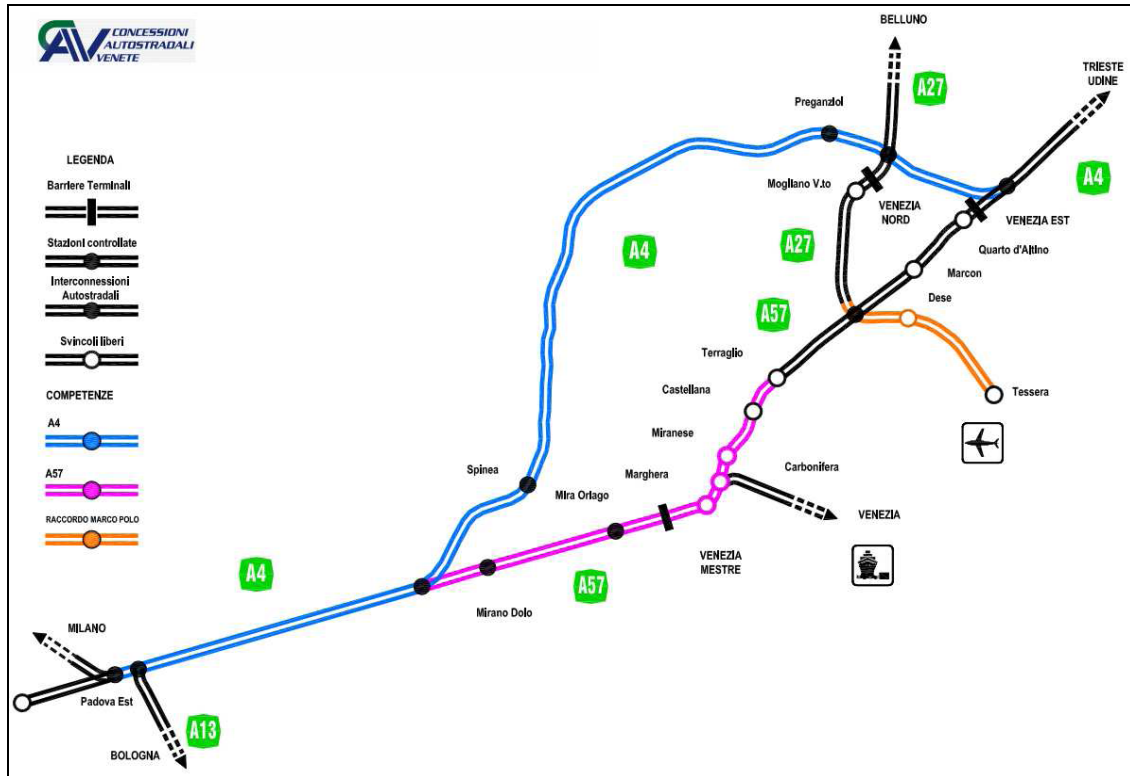 CAV CONCESSIONI
AUTOSTRADALI
VENETE
BELLUNO
TRIESTE
UDINE
A27
Preganziol
LEGENDA
Barriere Terminali
Stazioni controllate
Interconnessioni
Autostradali
Svincoli liberi
COMPETENZE
A4
A57
RACCORDO MARCO POLO
Mogliano V.to
VENEZIA
NORD
A4
VENEZIA EST
Quarto d'Altino
A4
A27
Marcon
Dese
A57
Terraglio
Castellana
Tessera
Miranese
Spinea
Marghera
Carbonifera
Mira Oriago
VENEZIA
VENEZIA
MESTRE
A4
A57
Mirano Dolo
MILANO
Padova Est
A13
BOLOGNA